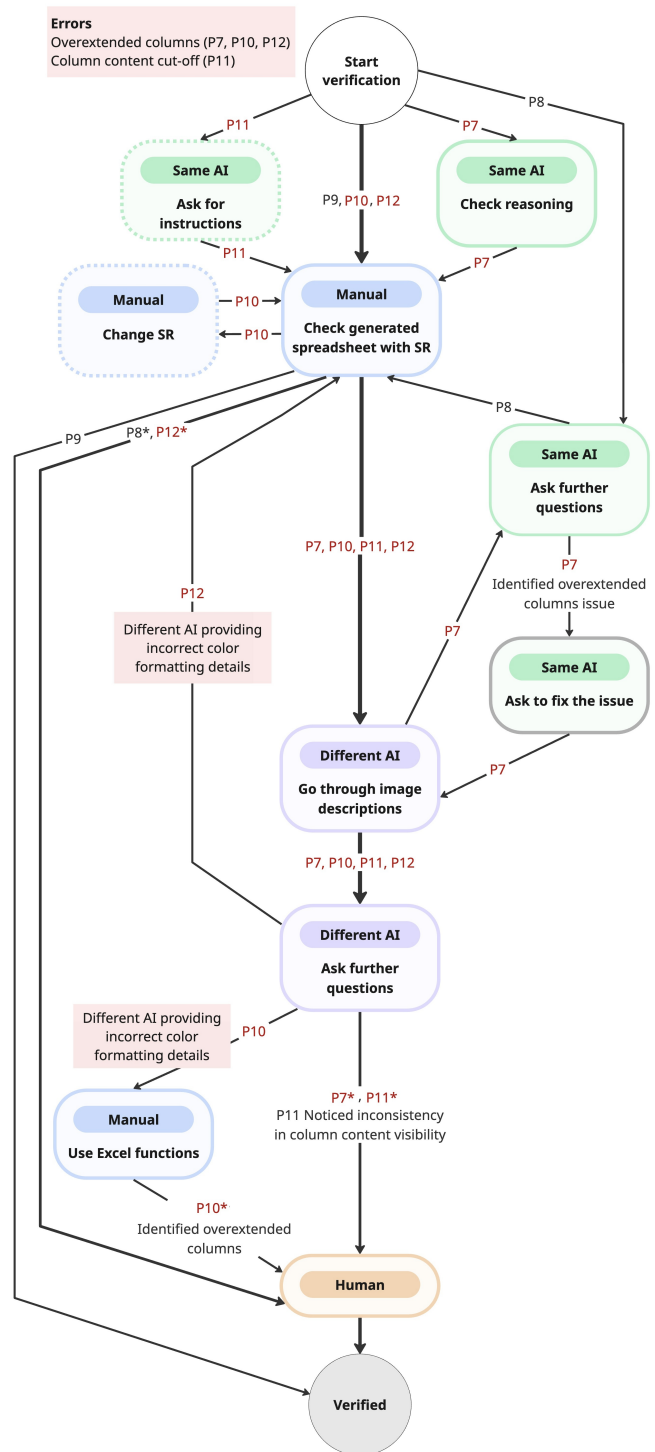 Errors
Overextended columns (P7, P10, P12)
Column content cut-off (P11)
Start
verification
P8
P11
P7
Same AI
Ask for
instructions
Same AI
Check reasoning
P9, P10, P12
P11
P7
Manual
Change SR
P10
P10
Manual
Check generated
spreadsheet with SR
P8
P9
P8*, P12*
Same AI
Ask further
questions
P7, P10, P11, P12
P7
Identified overextended
columns issue
P12
Different AI providing
incorrect color
formatting details
P7
Same AI
Ask to fix the issue
Different AI
Go through image
descriptions
P7
P7, P10, P11, P12
Different AI
Ask further
questions
Different AI providing
incorrect color
formatting details
P10
P7*, P11*
P11 Noticed inconsistency
in column content visibility
Manual
Use Excel functions
P10*
Identified overextended
columns
Human
Verified